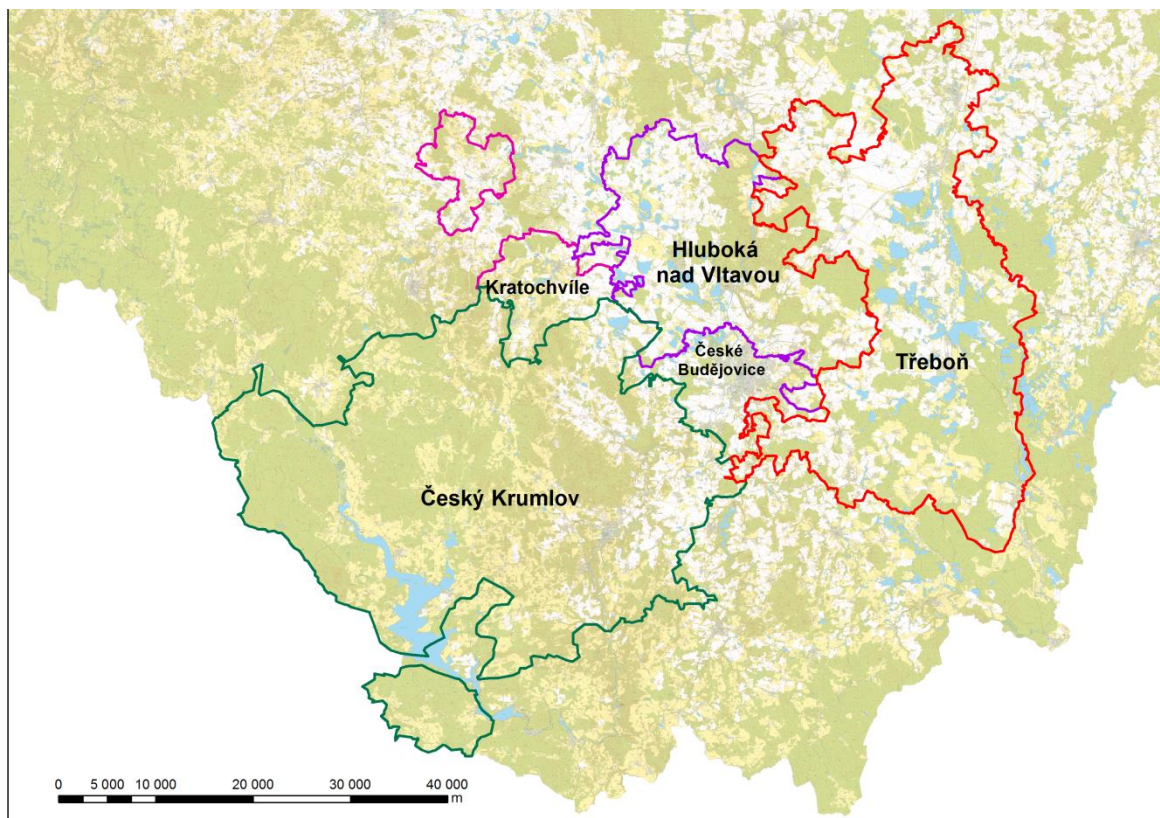 Hluboká
nad Vltavou
Kratochvíle
České
Budějovice
Třeboň
Český Krumlov
0 5 000 10 000 20 000 30 000 40 000
m